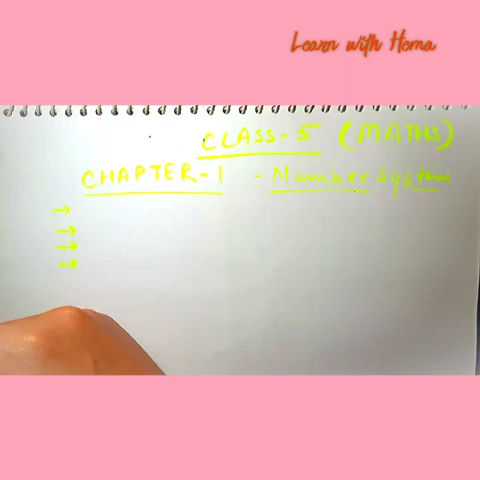 Learn with Hema
CLASS-5 (MATHS)
CHAPTER-1 - Number system
→
→
→
→